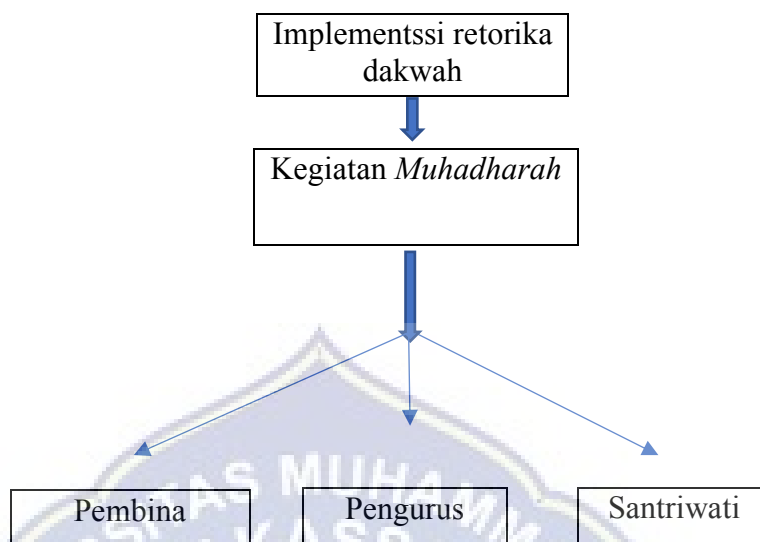 Implementssi retorika
dakwah
Kegiatan Muhadharah
Pembina
Pengurus
Santriwati